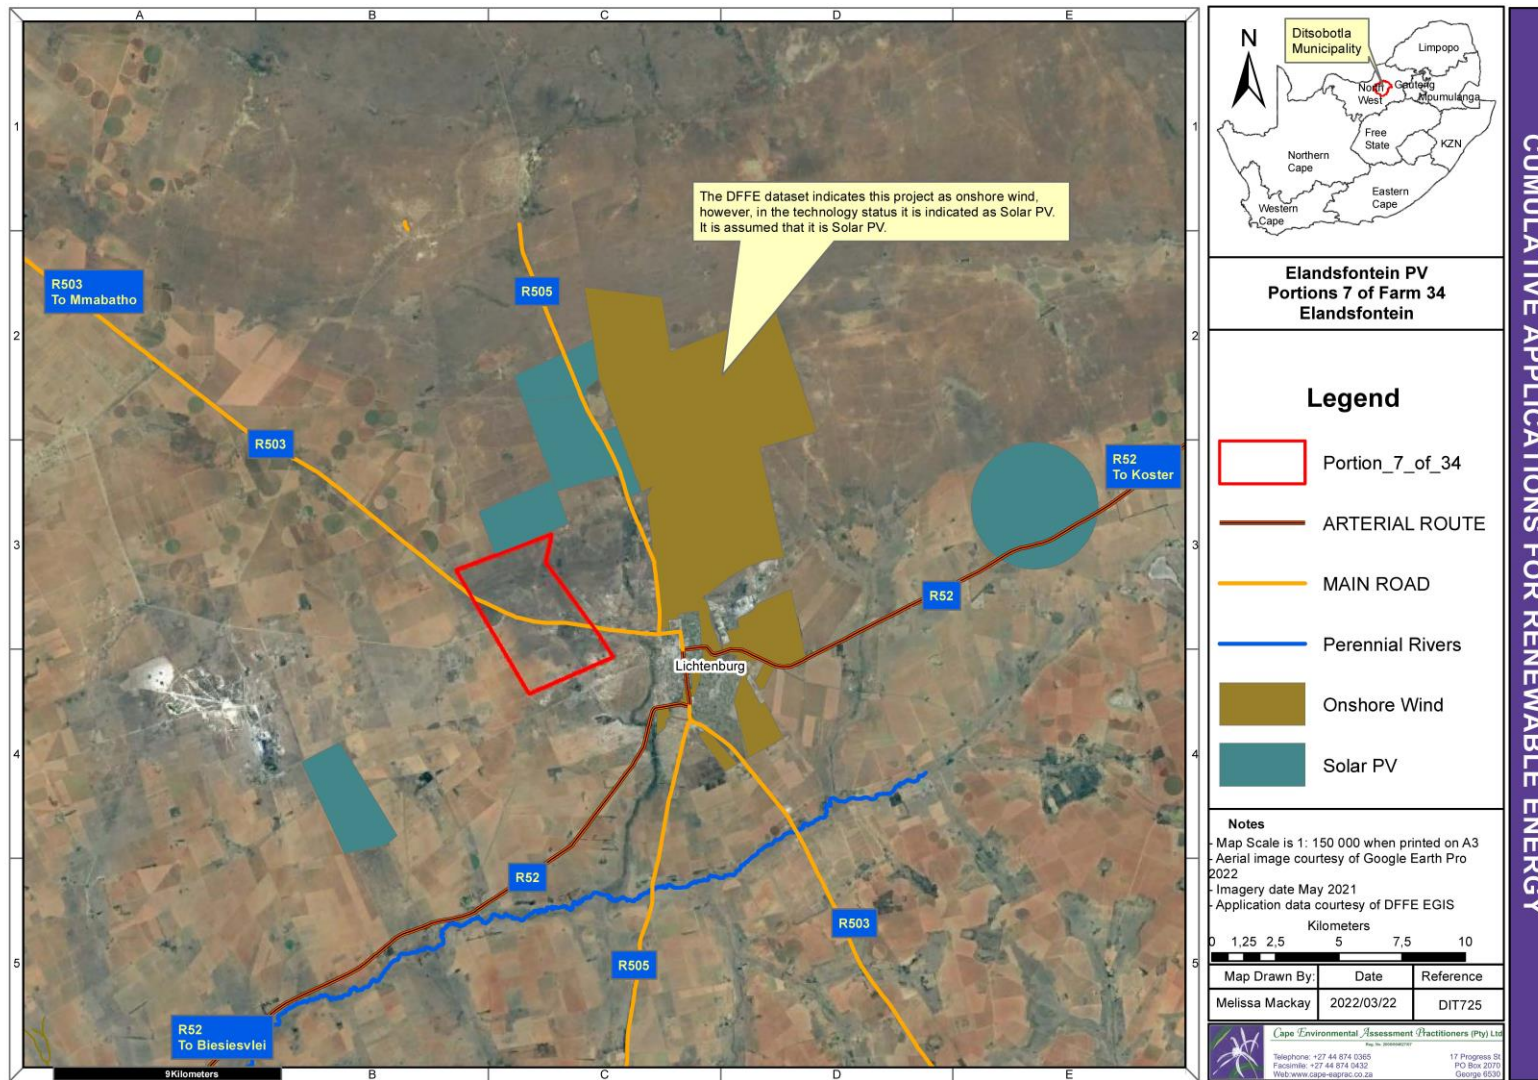 A
B
C
D
E
1
1
2
2
3
3
4
4
5
5
B
C
D
E
The DFFE dataset indicates this project as onshore wind,
however, in the technology status it is indicated as Solar PV.
It is assumed that it is Solar PV.
R503
To Mmabatho
R505
R503
R52
To Koster
R52
Lichtenburg
R52
R503
R505
R52
To Biesiesvlei
9Kilometers
N
Ditsobotla
Municipality
Limpopo
North
West
Gauteng
Mpumulanga
Free
State
KZN
Northern
Cape
Eastern
Cape
Western
Cape
Elandsfontein PV
Portions 7 of Farm 34
Elandsfontein
Legend
Portion_7_of_34
ARTERIAL ROUTE
MAIN ROAD
Perennial Rivers
Onshore Wind
Solar PV
Notes
- Map Scale is 1: 150 000 when printed on A3
- Aerial image courtesy of Google Earth Pro
2022
- Imagery date May 2021
- Application data courtesy of DFFE EGIS
Kilometers
0 1,25 2,5 5 7,5 10
Map Drawn By: Date Reference
Melissa Mackay 2022/03/22 DIT725
Cape Environmental Assessment Practitioners (Pty) Ltd
Telephone: +27 44 874 0365
Facsimile: +27 44 874 0432
Web:www.cape-eaprac.co.za
17 Progress St
PO Box 2070
George 6530
CUMULATIVE APPLICATIONS FOR RENEWABLE ENERGY